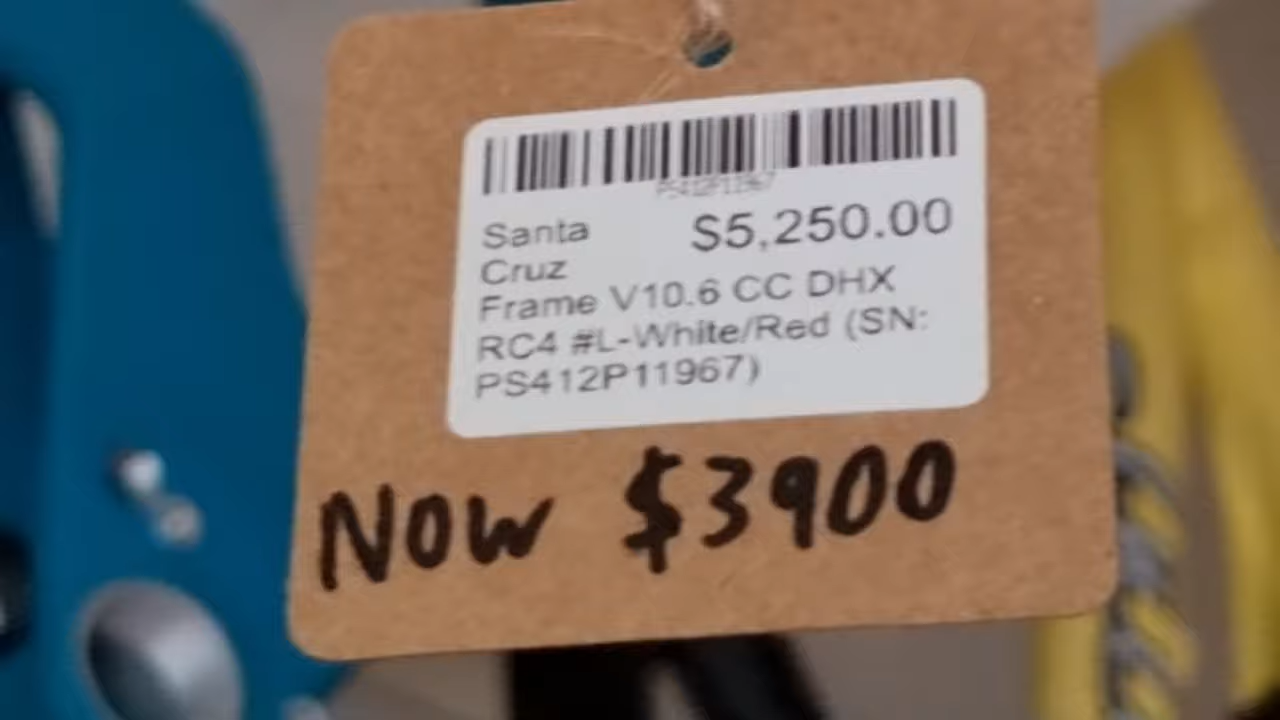 PS412P11967
Santa $5,250.00
Cruz
Frame V10.6 CC DHX
RC4 #L-White/Red (SN:
PS412P11967)
Now $3900